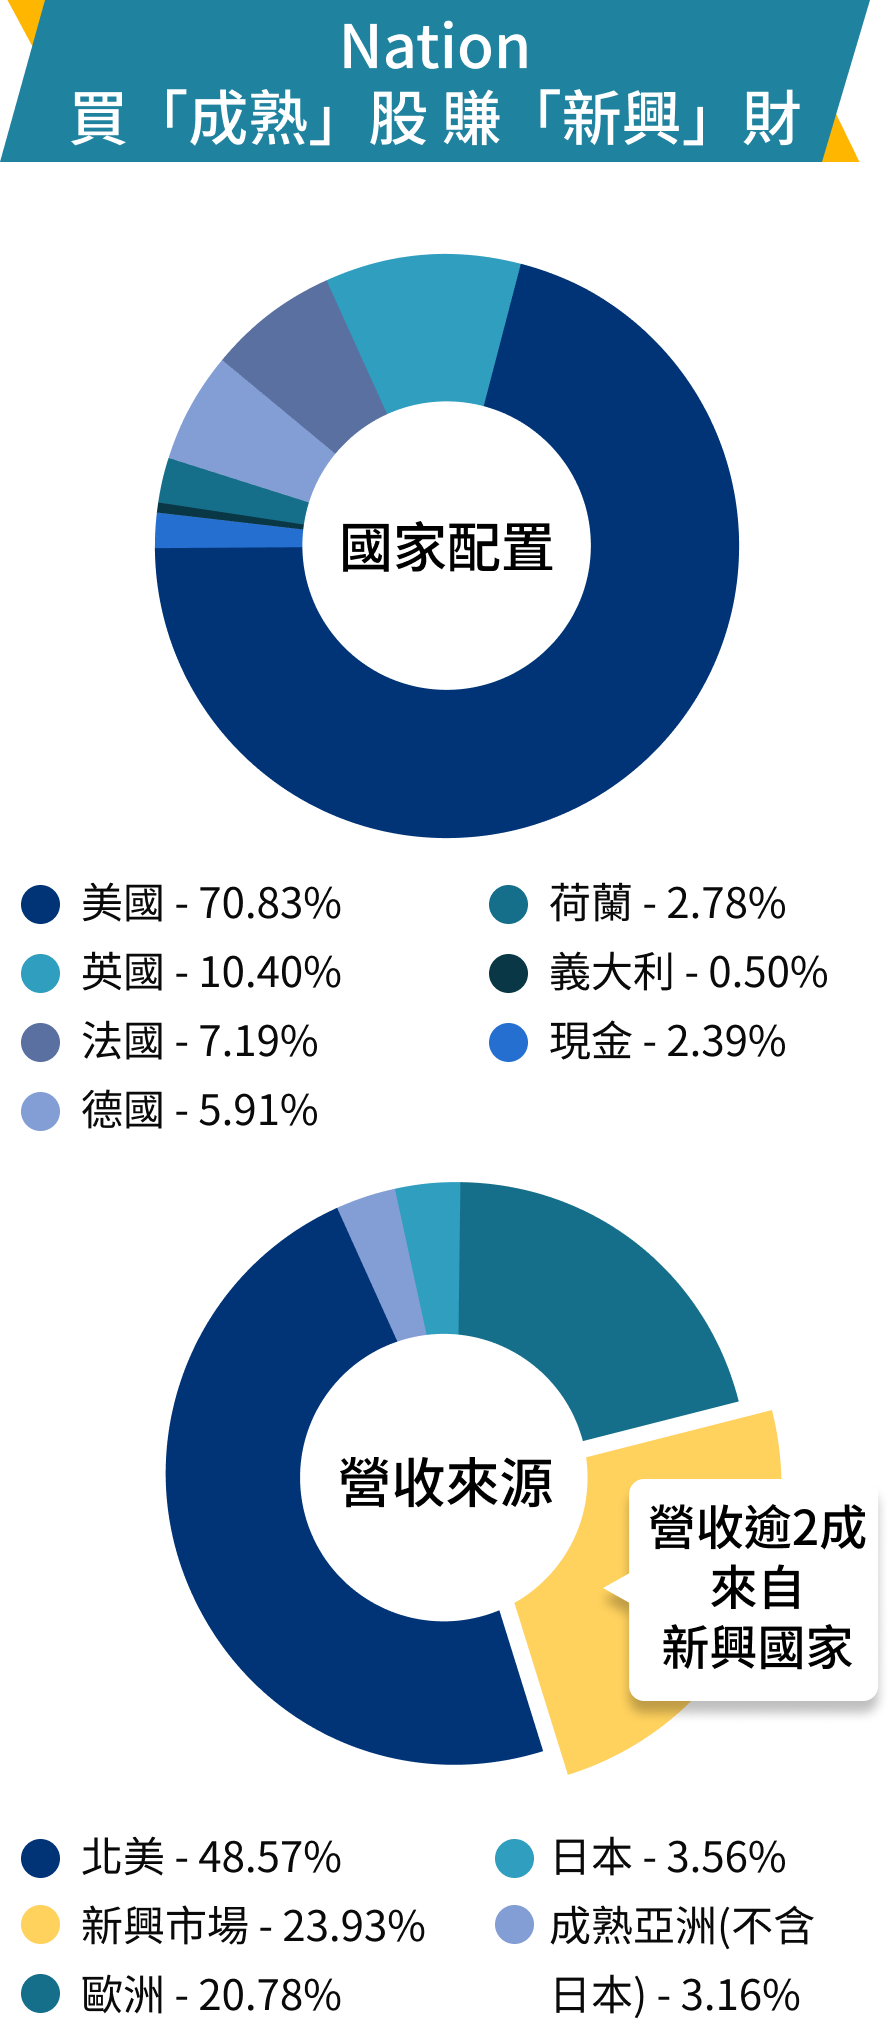 Nation
買「成熟」股 賺「新興」財
國家配置
美國 - 70.83%
英國 - 10.40%
法國 - 7.19%
德國 - 5.91%
荷蘭 - 2.78%
義大利 - 0.50%
現金 - 2.39%
營收來源
營收逾2成
來自
新興國家
北美 - 48.57%
新興市場 - 23.93%
歐洲 - 20.78%
日本 - 3.56%
成熟亞洲(不含
日本) - 3.16%